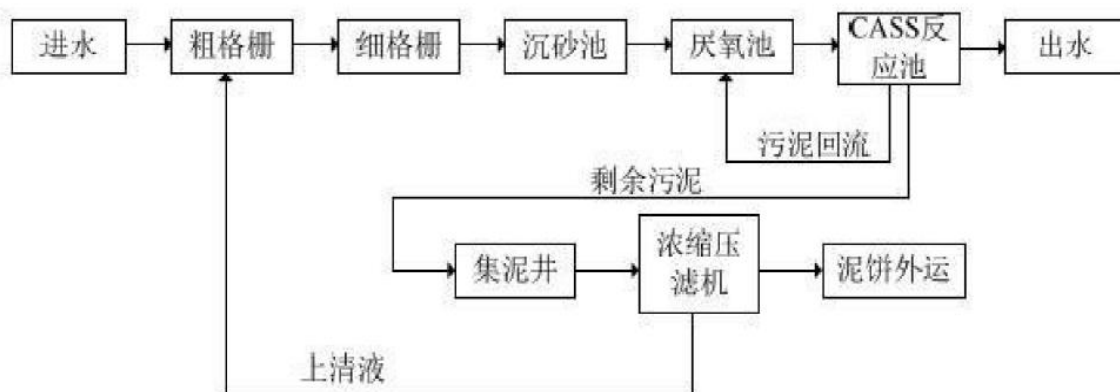 进水
粗格栅
细格栅
沉砂池
厌氧池
CASS反
应池
出水
污泥回流
剩余污泥
集泥井
浓缩压
滤机
泥饼外运
上清液